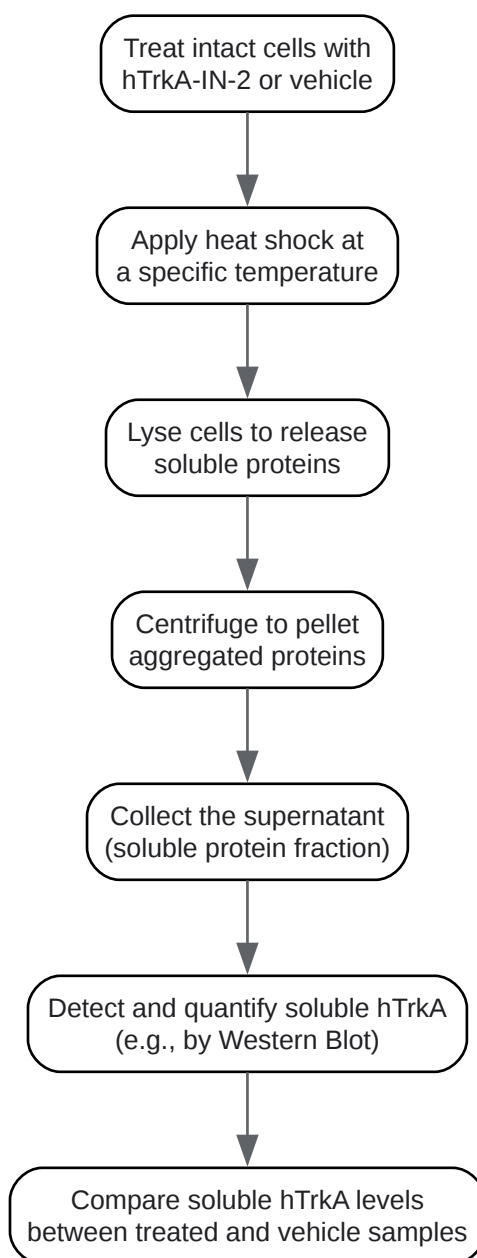 Treat intact cells with
hTrkA-IN-2 or vehicle
Apply heat shock at
a specific temperature
Lyse cells to release
soluble proteins
Centrifuge to pellet
aggregated proteins
Collect the supernatant
(soluble protein fraction)
Detect and quantify soluble hTrkA
(e.g., by Western Blot)
Compare soluble hTrkA levels
between treated and vehicle samples